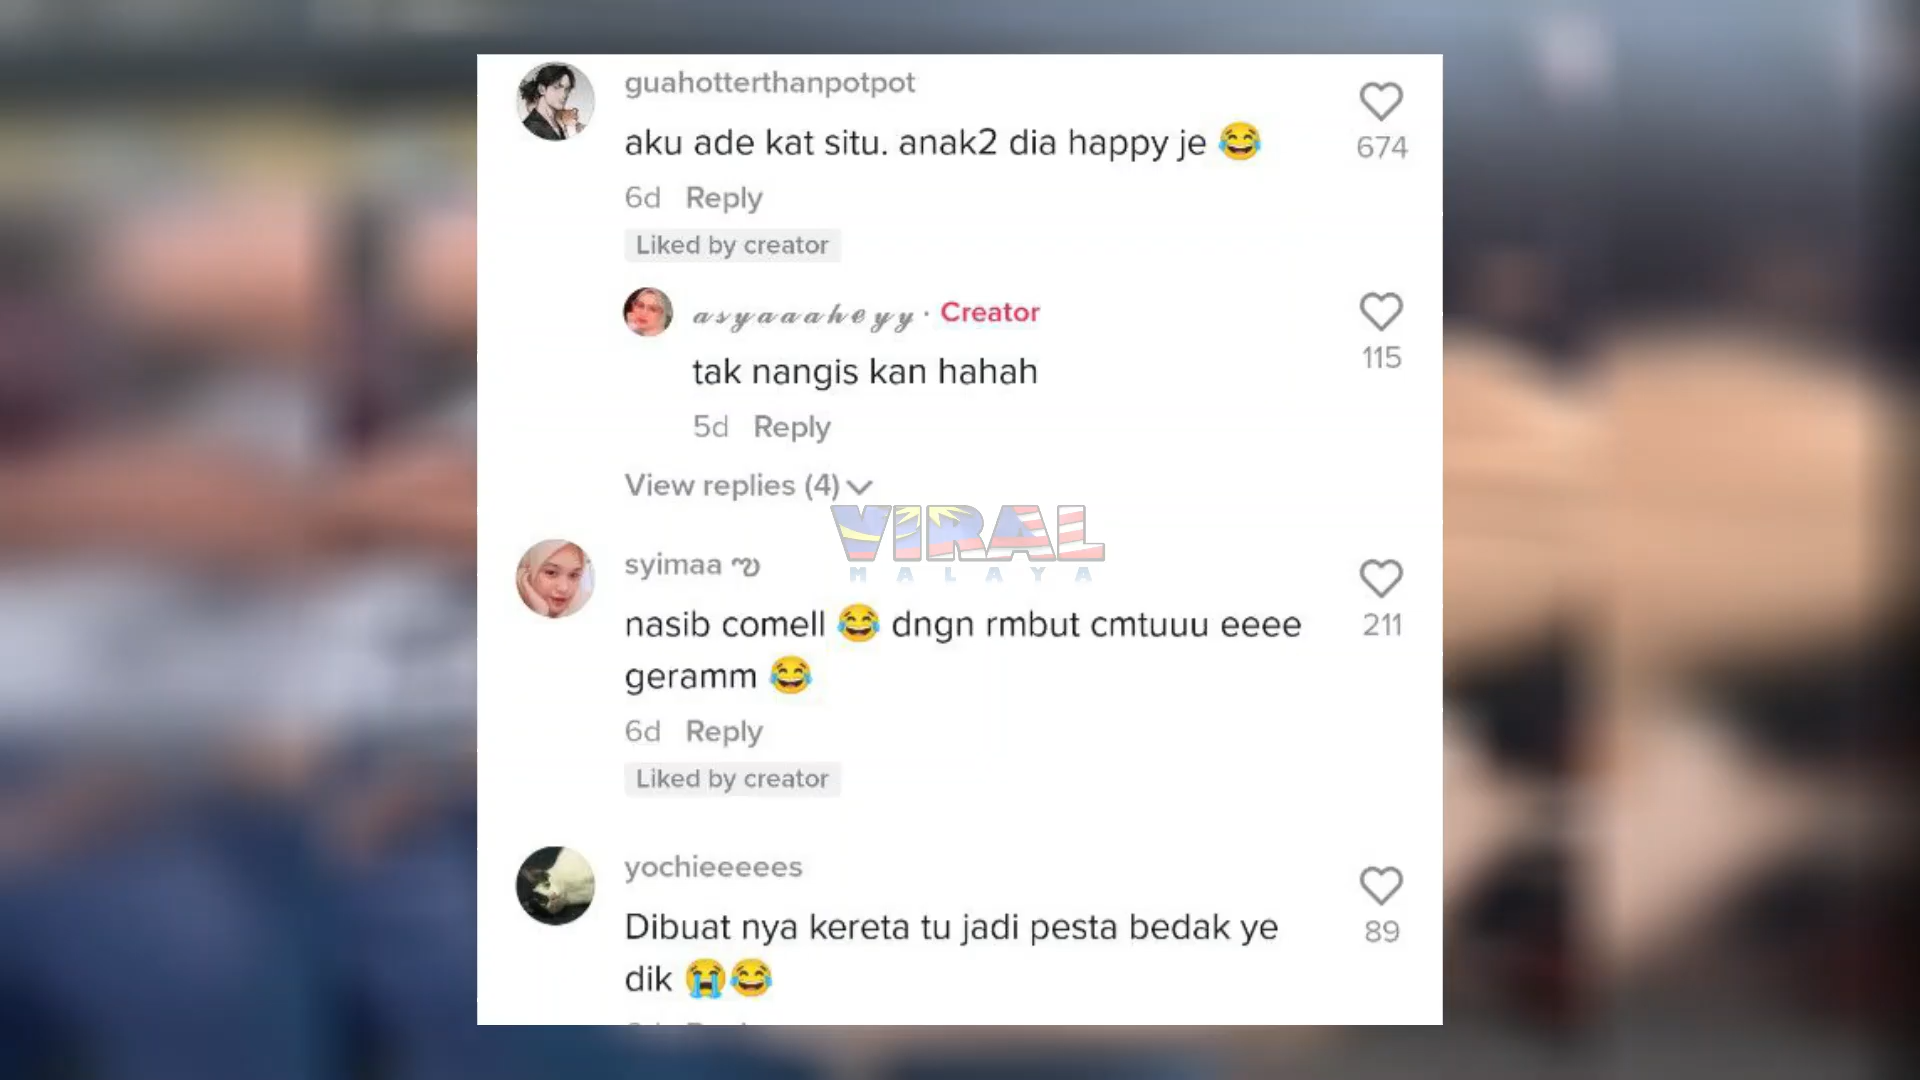 guahotterthanpotpot
aku ade kat situ. anak2 dia happy je 😂
674
6d Reply
Liked by creator
𝒶𝓈𝓎𝒶𝒶𝒶𝒽𝑒𝓎𝓎 · Creator
tak nangis kan hahah
115
5d Reply
View replies (4)
VIRAL
MALAYA
syimaa ఌ
nasib comell 😂 dngn rmbut cmtuuu eeee
geramm 😂
211
6d Reply
Liked by creator
yochieeeees
Dibuat nya kereta tu jadi pesta bedak ye
dik 😭😂
89